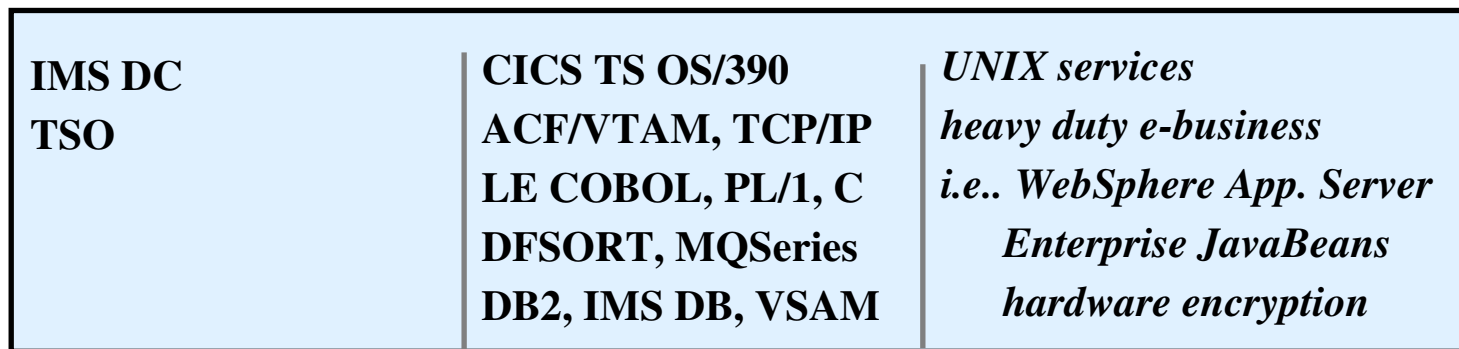 IMS DC
TSO
CICS TS OS/390
ACF/VTAM, TCP/IP
LE COBOL, PL/1, C
DFSORT, MQSeries
DB2, IMS DB, VSAM
UNIX services
heavy duty e-business
i.e.. WebSphere App. Server
Enterprise JavaBeans
hardware encryption